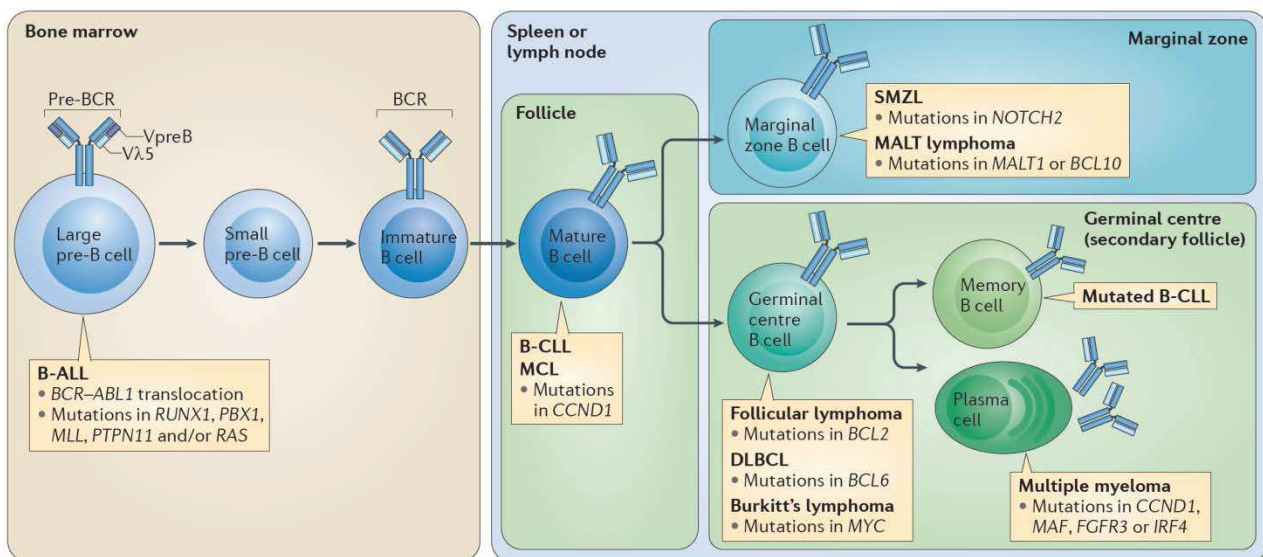 Bone marrow
Pre-BCR
VpreB
Vλ5
BCR
Large
pre-B cell
Small
pre-B cell
Immature
B cell
B-ALL
• BCR–ABL1 translocation
• Mutations in RUNX1, PBX1,
MLL, PTPN11 and/or RAS
Spleen or
lymph node
Follicle
Mature
B cell
B-CLL
MCL
• Mutations
in CCND1
Marginal zone
Marginal
zone B cell
SMZL
• Mutations in NOTCH2
MALT lymphoma
• Mutations in MALT1 or BCL10
Germinal centre
(secondary follicle)
Germinal
centre
B cell
Follicular lymphoma
• Mutations in BCL2
DLBCL
• Mutations in BCL6
Burkitt's lymphoma
• Mutations in MYC
Memory
B cell
Mutated B-CLL
Plasma
cell
Multiple myeloma
• Mutations in CCND1,
MAF, FGFR3 or IRF4